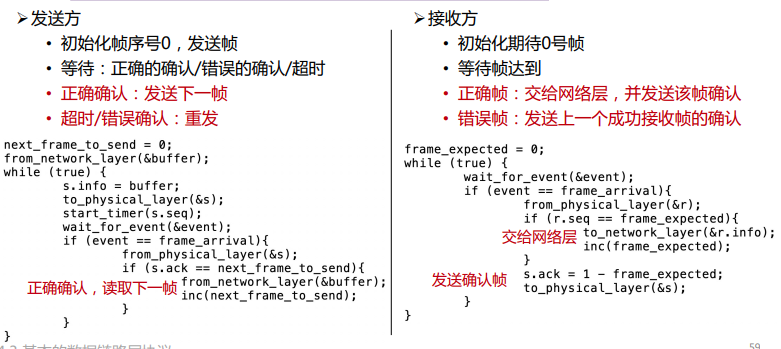 ➢发送方
• 初始化帧序号0，发送帧
• 等待：正确的确认/错误的确认/超时
• 正确确认：发送下一帧
• 超时/错误确认：重发
next_frame_to_send = 0;
from_network_layer(&buffer);
while (true) {
s.info = buffer;
to_physical_layer(&s);
start_timer(s.seq);
wait_for_event(&event);
if (event == frame_arrival){
from_physical_layer(&s);
if (s.ack == next_frame_to_send){
正确确认，读取下一帧 from_network_layer(&buffer);
inc(next_frame_to_send);
}
}
}
➢接收方
• 初始化期待0号帧
• 等待帧达到
• 正确帧：交给网络层，并发送该帧确认
• 错误帧：发送上一个成功接收帧的确认
frame_expected = 0;
while (true) {
wait_for_event(&event);
if (event == frame_arrival){
from_physical_layer(&r);
if (r.seq == frame_expected){
交给网络层 to_network_layer(&r.info);
inc(frame_expected);
}
发送确认帧 s.ack = 1 - frame_expected;
to_physical_layer(&s);
}
}
59